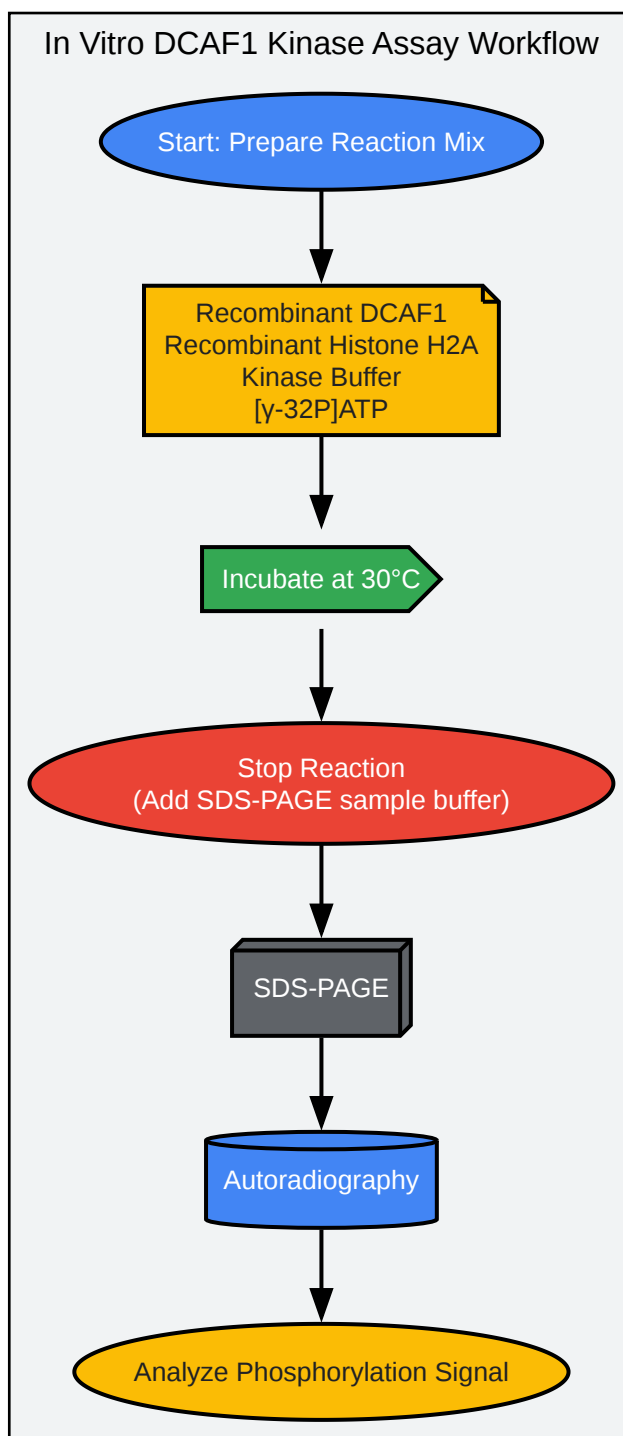 In Vitro DCAF1 Kinase Assay Workflow
Start: Prepare Reaction Mix
Recombinant DCAF1
Recombinant Histone H2A
Kinase Buffer
[γ-32P]ATP
Incubate at 30°C
Stop Reaction
(Add SDS-PAGE sample buffer)
SDS-PAGE
Autoradiography
Analyze Phosphorylation Signal